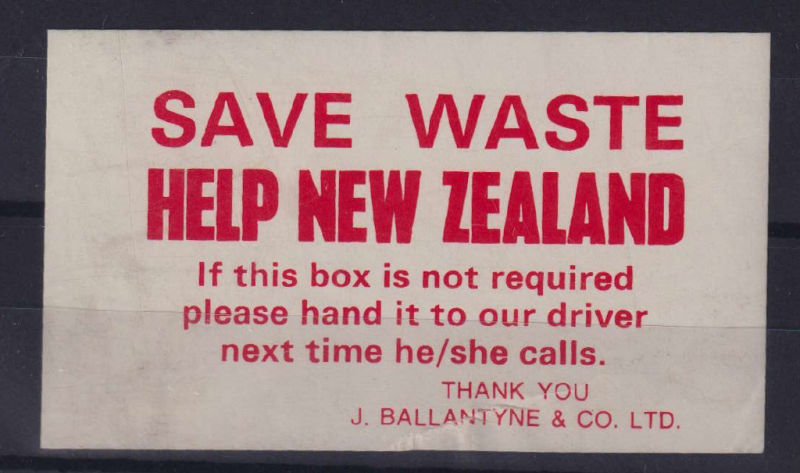 SAVE WASTE
HELP NEW ZEALAND
If this box is not required
please hand it to our driver
next time he/she calls.
THANK YOU
J. BALLANTYNE & CO. LTD.